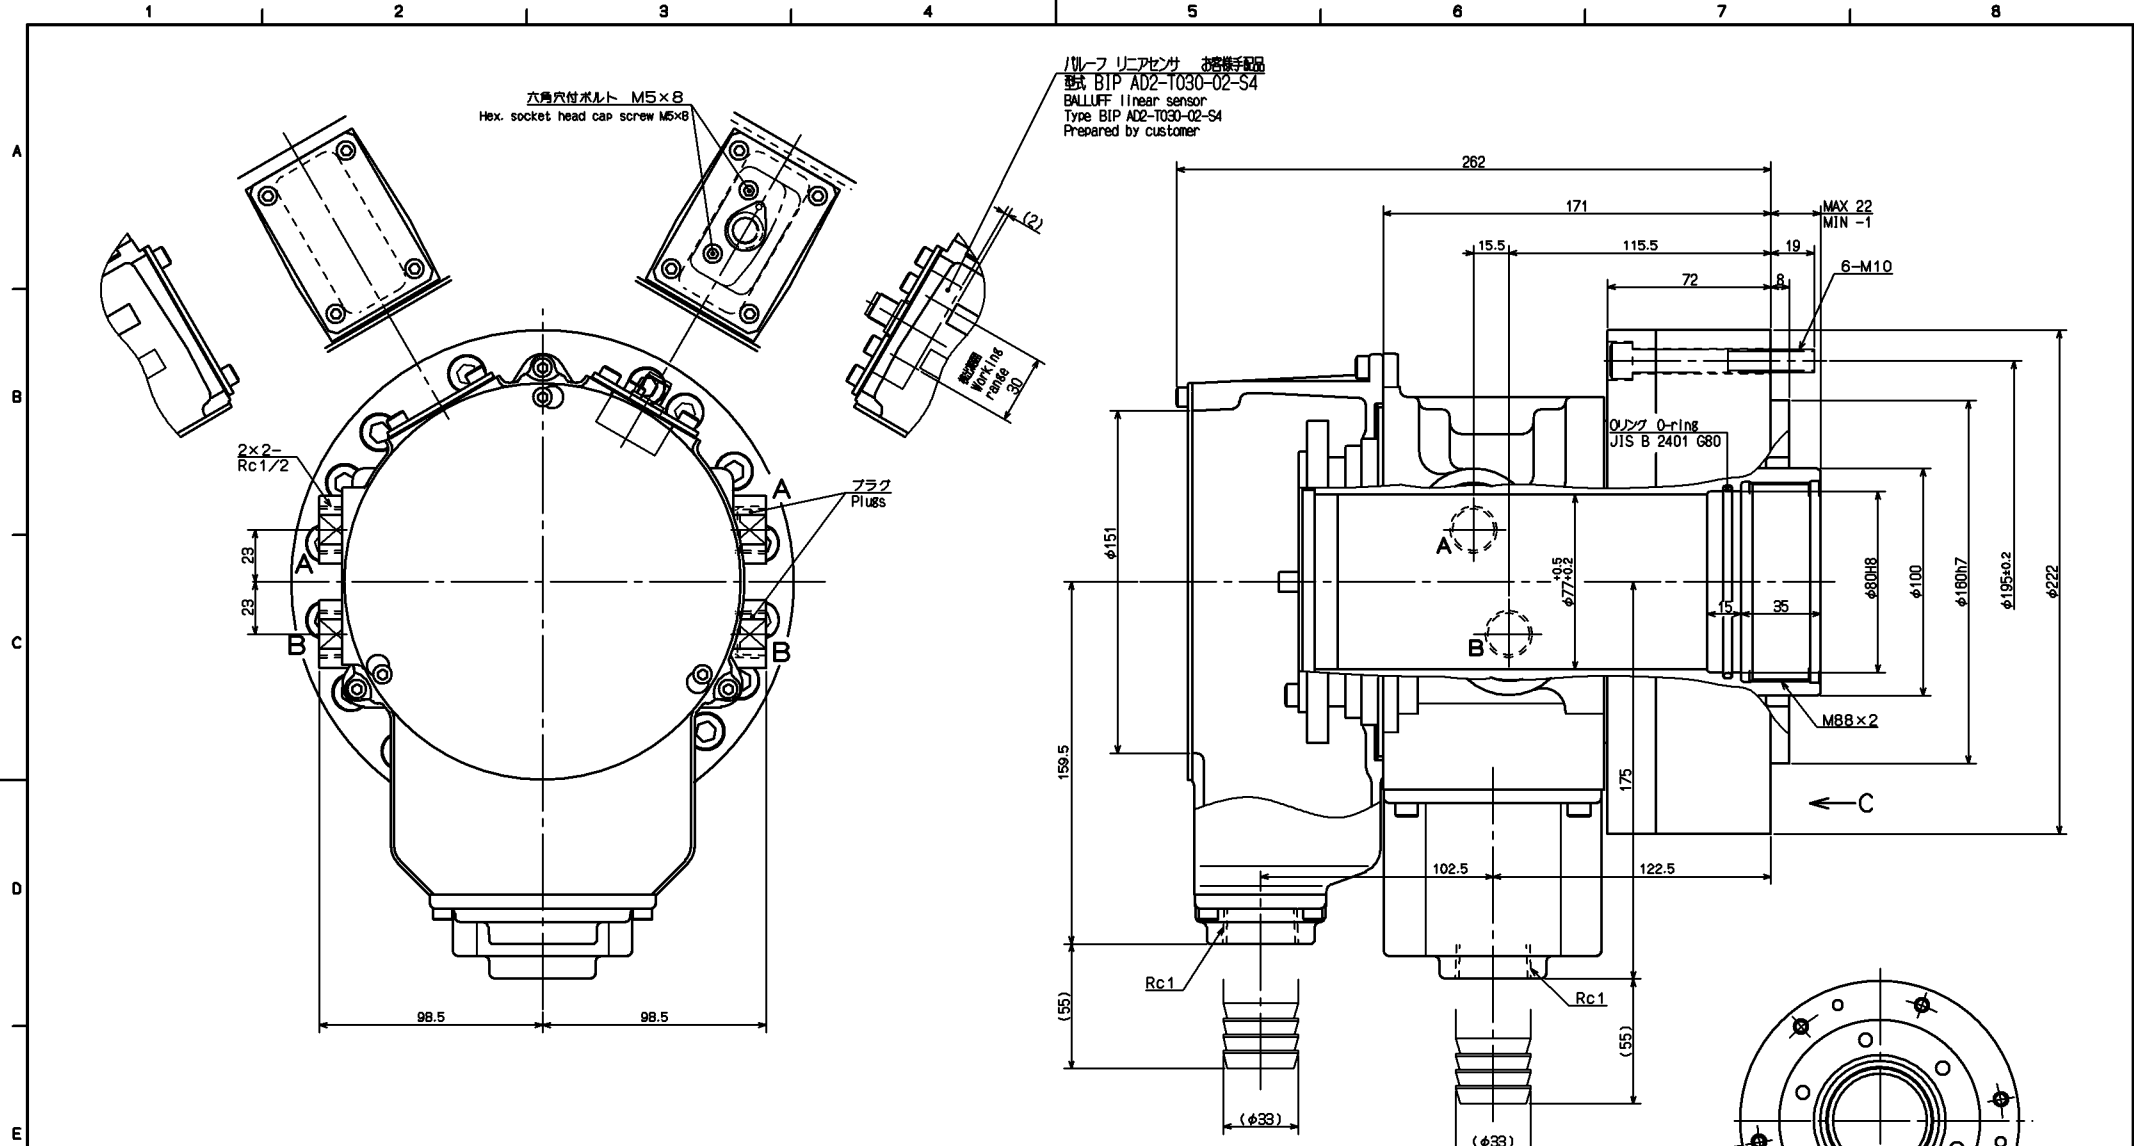 1 2 3 4 5 6 7 8
A
B
C
D
E
六角穴付ボルト M5×8
Hex. socket head cap screw M5×8
バルーフ リニアセンサ お客様手配品
型式 BIP AD2-T030-02-S4
BALLUFF linear sensor
Type BIP AD2-T030-02-S4
Prepared by customer
(2)
Working
range
30
2×2-
Rc1/2
プラグ
Plugs
A
A
B
B
23
23
98.5
98.5
262
171
MAX 22
MIN -1
15.5
115.5
19
6-M10
72
8
Oリング O-ring
JIS B 2401 G80
φ151
A
B
φ77 +0.5 +0.2
15
35
φ80H8
φ100
φ160h7
φ195±0.2
φ222
M88×2
159.5
175
C
102.5
122.5
Rc1
Rc1
(55)
(55)
(φ33)
(φ33)